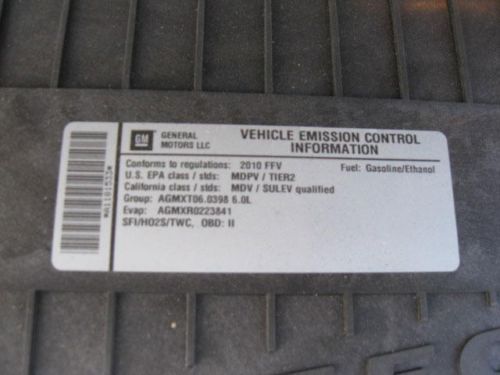 GM GENERAL MOTORS LLC
VEHICLE EMISSION CONTROL INFORMATION
Conforms to regulations: 2010 FFV Fuel: Gasoline/Ethanol
U.S. EPA class / stds: MDPV / TIER2
California class / stds: MDV / SULEV qualified
Group: AGMXT06.0398 6.0L
Evap: AGMXR0223841
SFI/HO2S/TWC, OBD: II